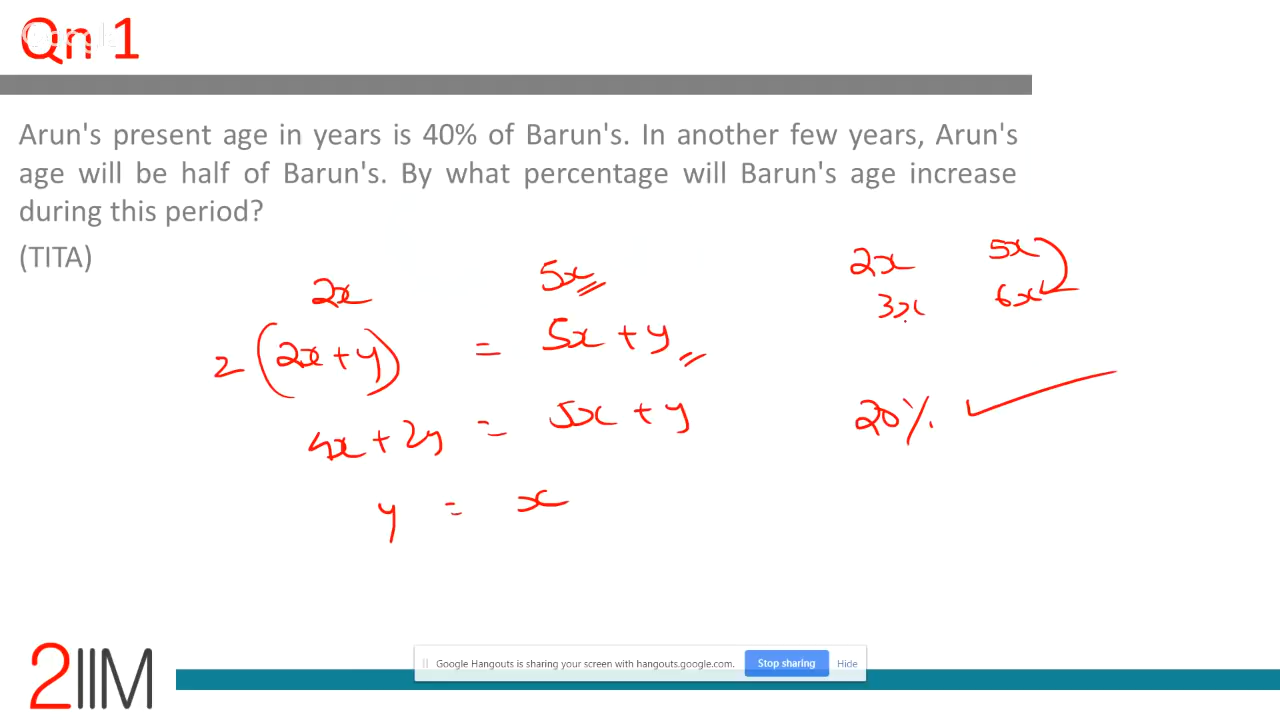 Qn 1
Google
Arun's present age in years is 40% of Barun's. In another few years, Arun's
age will be half of Barun's. By what percentage will Barun's age increase
during this period?
(TITA)
2x 5x
2(2x + y) = 5x + y
4x + 2y = 5x + y
y = x
2x 5x
3x 6x
20%
2IIM
Google Hangouts is sharing your screen with hangouts.google.com. Stop sharing Hide